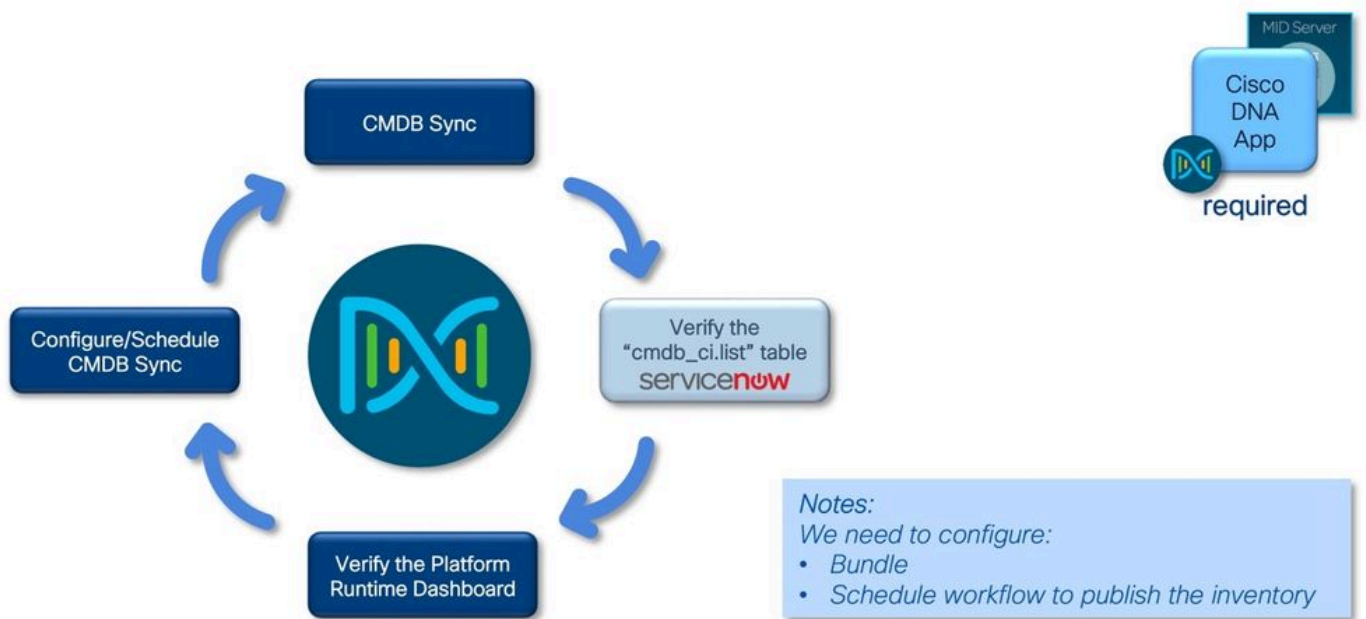 MID Server
Cisco
DNA
App
required
CMDB Sync
Configure/Schedule
CMDB Sync
Verify the
“cmdb_ci.list” table
servicenow
Verify the Platform
Runtime Dashboard
Notes:
We need to configure:
• Bundle
• Schedule workflow to publish the inventory